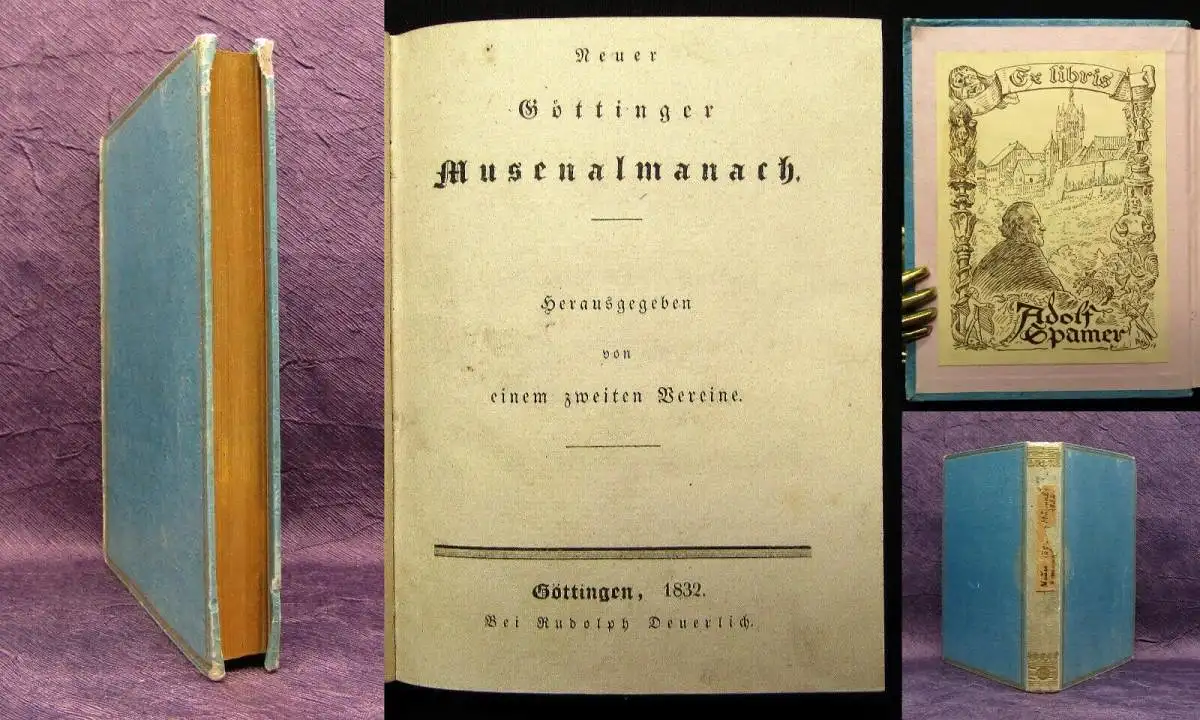 Neuer
Göttinger
Musenalmanach.
Herausgegeben
von
einem zweiten Vereine.
Göttingen, 1832.
Bei Rudolph Deuerlich.
Ex libris
Adolf
Spamer